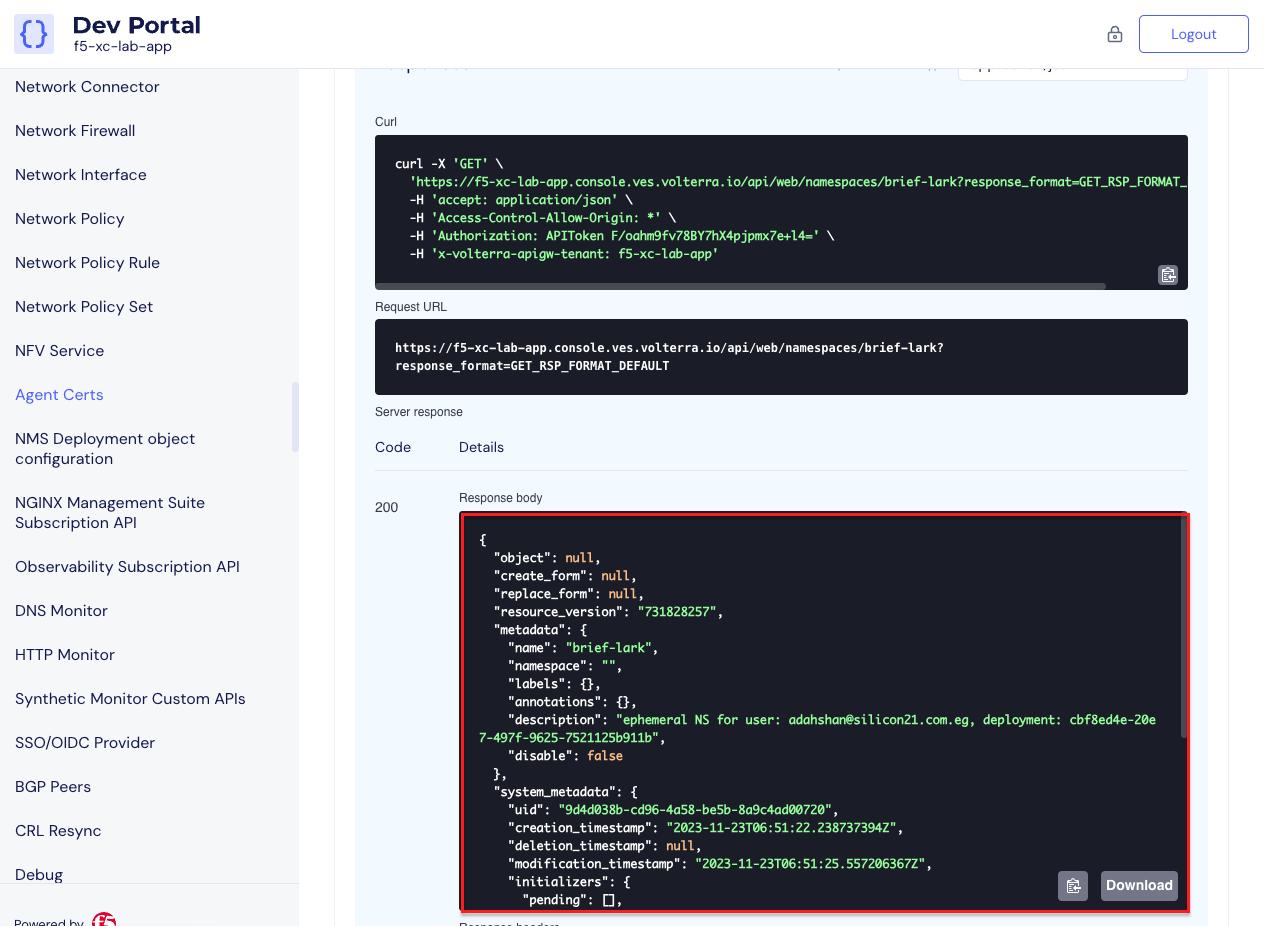 Dev Portal
f5-xc-lab-app
Logout
Network Connector
Network Firewall
Network Interface
Network Policy
Network Policy Rule
Network Policy Set
NFV Service
Agent Certs
NMS Deployment object
configuration
NGINX Management Suite
Subscription API
Observability Subscription API
DNS Monitor
HTTP Monitor
Synthetic Monitor Custom APIs
SSO/OIDC Provider
BGP Peers
CRL Resync
Debug
Powered by f5
Curl
curl -X 'GET' \
'https://f5-xc-lab-app.console.ves.volterra.io/api/web/namespaces/brief-lark?response_format=GET_RSP_FORMAT_
-H 'accept: application/json' \
-H 'Access-Control-Allow-Origin: *' \
-H 'Authorization: APIToken F/oahm9fv78BY7hX4pjpmx7e+l4=' \
-H 'x-volterra-apigw-tenant: f5-xc-lab-app'
Request URL
https://f5-xc-lab-app.console.ves.volterra.io/api/web/namespaces/brief-lark?
response_format=GET_RSP_FORMAT_DEFAULT
Server response
Code Details
200
Response body
{
"object": null,
"create_form": null,
"replace_form": null,
"resource_version": "731828257",
"metadata": {
"name": "brief-lark",
"namespace": "",
"labels": {},
"annotations": {},
"description": "ephemeral NS for user: adahshan@silicon21.com.eg, deployment: cbf8ed4e-20e
7-497f-9625-7521125b911b",
"disable": false
},
"system_metadata": {
"uid": "9d4d038b-cd96-4a58-be5b-8a9c4ad00720",
"creation_timestamp": "2023-11-23T06:51:22.238737394Z",
"deletion_timestamp": null,
"modification_timestamp": "2023-11-23T06:51:25.557206367Z",
"initializers": {
"pending": [],
Download